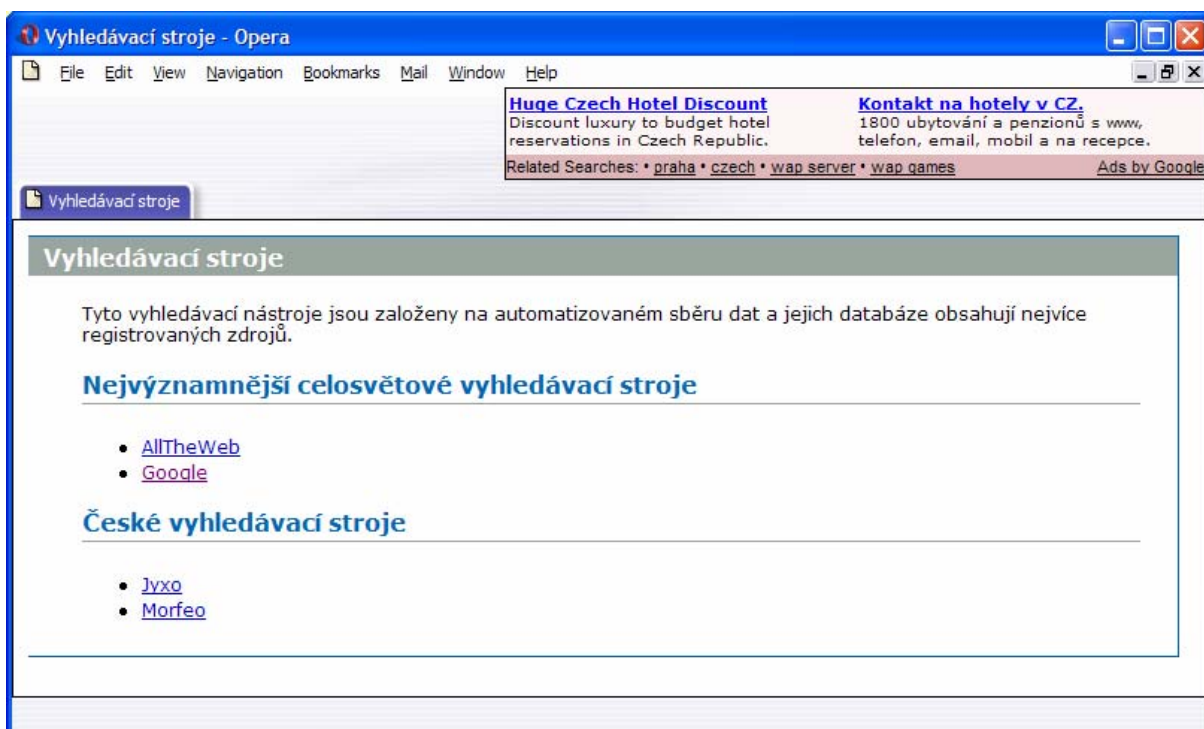 Vyhledávací stroje - Opera
File Edit View Navigation Bookmarks Mail Window Help
Huge Czech Hotel Discount
Discount luxury to budget hotel
reservations in Czech Republic.
Kontakt na hotely v CZ.
1800 ubytování a penzionů s www,
telefon, email, mobil a na recepce.
Related Searches: • praha • czech • wap server • wap games Ads by Google
Vyhledávací stroje
Vyhledávací stroje
Tyto vyhledávací nástroje jsou založeny na automatizovaném sběru dat a jejich databáze obsahují nejvíce
registrovaných zdrojů.
Nejvýznamnější celosvětové vyhledávací stroje
• AllTheWeb
• Google
České vyhledávací stroje
• Jyxo
• Morfeo